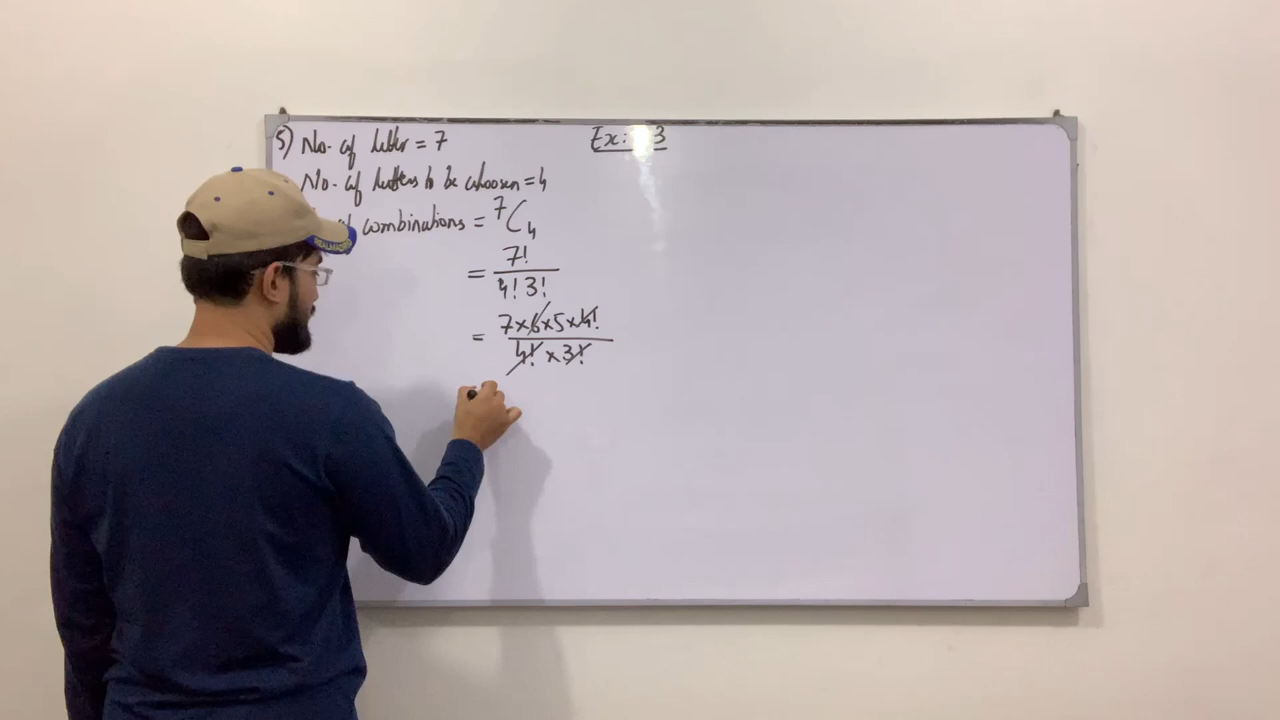 Ex: 3
5) No. of letter = 7
No. of letters to be choosen = 4
combinations = ⁷C₄
= 7! / 4! 3!
= 7×6×5×4! / 4! × 3!
REALMADRID